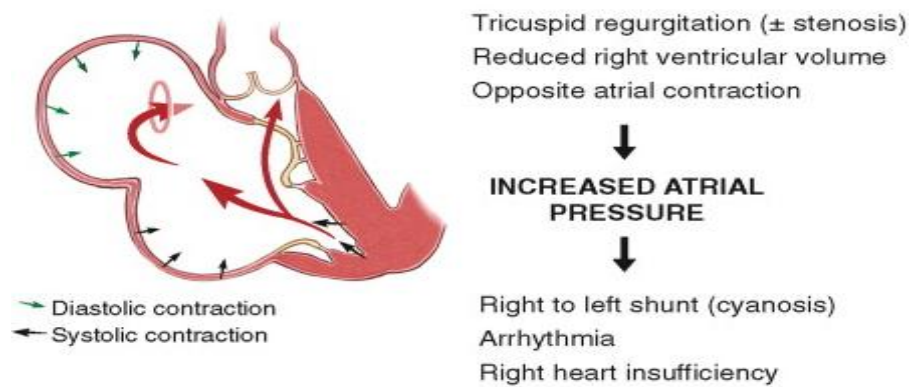 Tricuspid regurgitation (± stenosis)
Reduced right ventricular volume
Opposite atrial contraction
INCREASED ATRIAL
PRESSURE
Right to left shunt (cyanosis)
Arrhythmia
Right heart insufficiency
Diastolic contraction
Systolic contraction